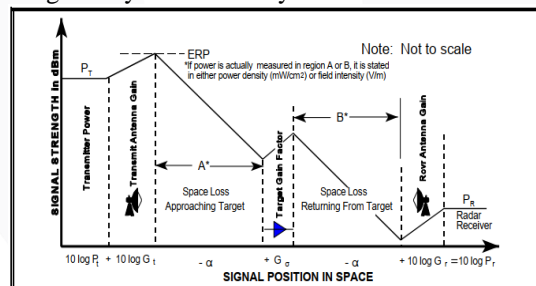 ERP
Note: Not to scale
*If power is actually measured in region A or B, it is stated
in either power density (mW/cm2) or field intensity (V/m)
PT
SIGNAL STRENGTH in dBm
Transmitter Power
Transmit Antenna Gain
A*
Space Loss
Approaching Target
Target Gain Factor
B*
Space Loss
Returning From Target
Rcvr Antenna Gain
PR
Radar
Receiver
10 log Pt + 10 log Gt - α + Gσ - α + 10 log Gr = 10 log Pr
SIGNAL POSITION IN SPACE